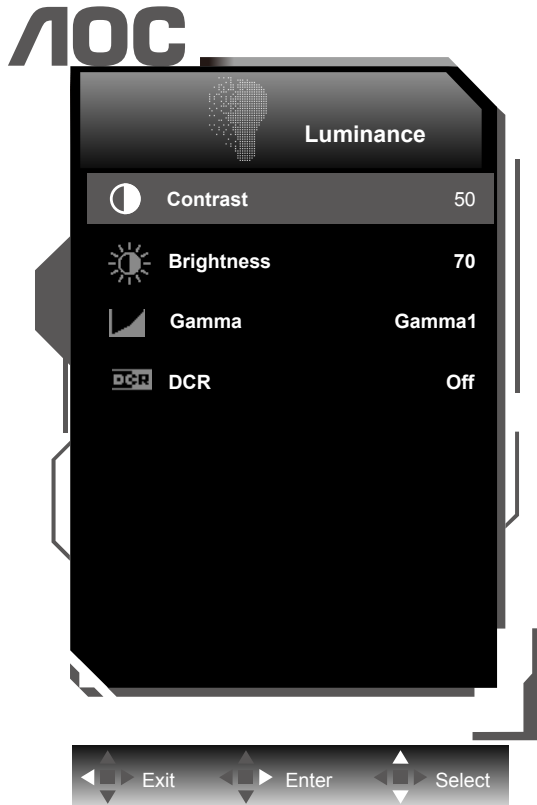 AOC
Luminance
Contrast 50
Brightness 70
Gamma Gamma1
DCR DCR Off
Exit Enter Select